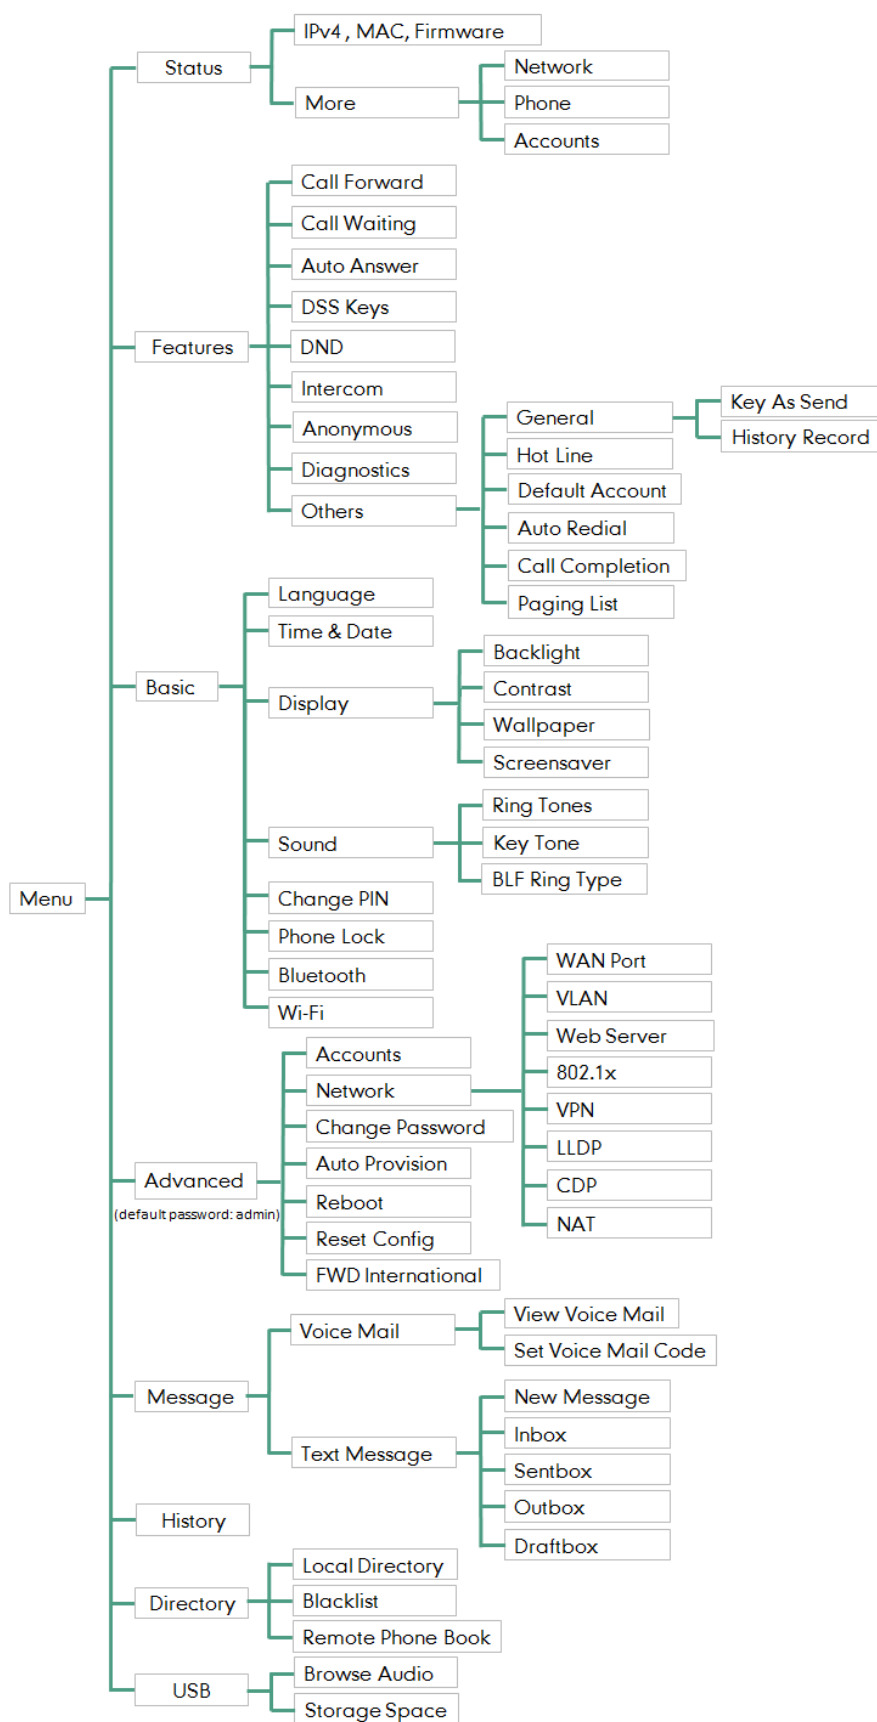 IPv4 , MAC, Firmware
Status
Network
More
Phone
Accounts
Call Forward
Call Waiting
Auto Answer
DSS Keys
Features
DND
Intercom
Key As Send
General
Anonymous
History Record
Hot Line
Diagnostics
Default Account
Others
Auto Redial
Call Completion
Language
Paging List
Time & Date
Backlight
Basic
Contrast
Display
Wallpaper
Screensaver
Ring Tones
Sound
Key Tone
BLF Ring Type
Menu
Change PIN
Phone Lock
WAN Port
Bluetooth
VLAN
Wi-Fi
Web Server
Accounts
802.1x
Network
VPN
Change Password
LLDP
Auto Provision
Advanced
CDP
Reboot
(default password: admin)
NAT
Reset Config
FWD International
View Voice Mail
Voice Mail
Set Voice Mail Code
Message
New Message
Inbox
Text Message
Sentbox
Outbox
History
Draftbox
Local Directory
Directory
Blacklist
Remote Phone Book
Browse Audio
USB
Storage Space